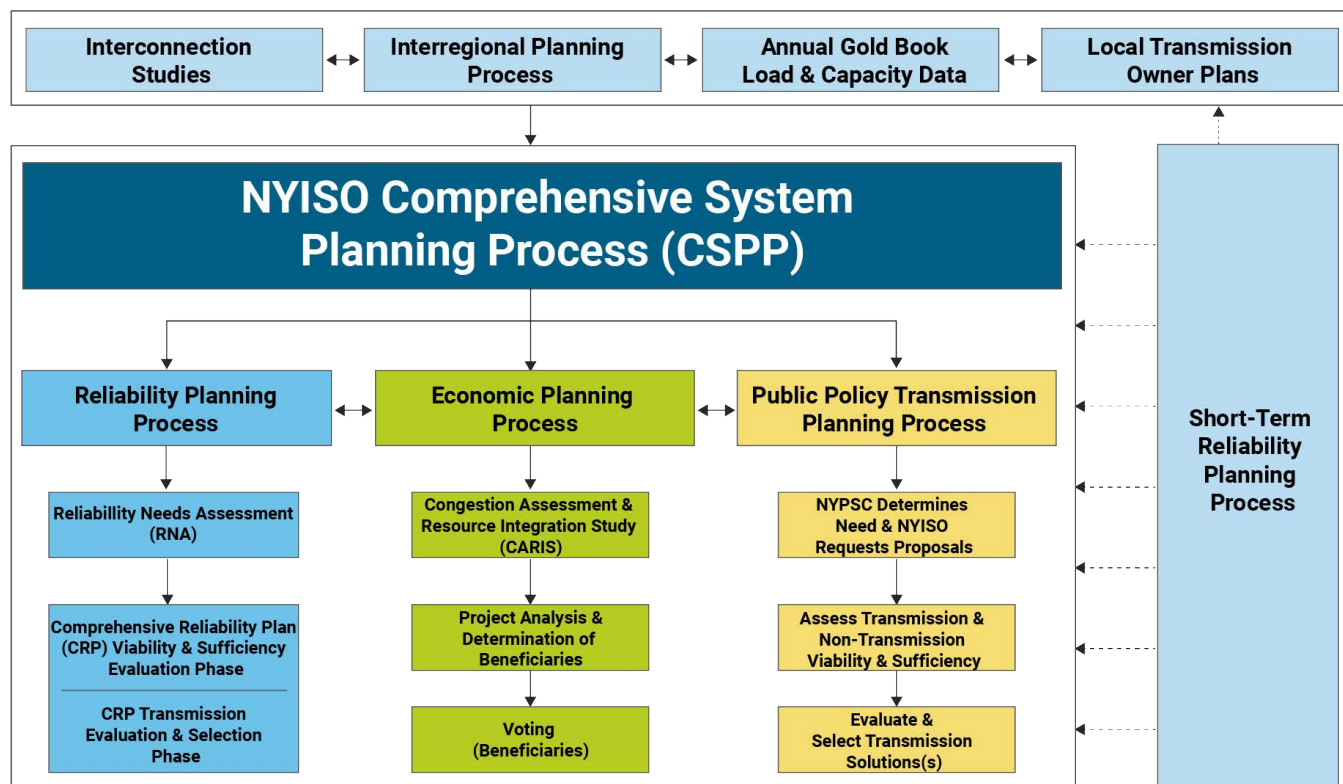 Interconnection
Studies
Interregional Planning
Process
Annual Gold Book
Load & Capacity Data
Local Transmission
Owner Plans
NYISO Comprehensive System
Planning Process (CSPP)
Reliability Planning
Process
Economic Planning
Process
Public Policy Transmission
Planning Process
Short-Term
Reliability
Planning
Process
Reliabillity Needs Assessment
(RNA)
Congestion Assessment &
Resource Integration Study
(CARIS)
NYPSC Determines
Need & NYISO
Requests Proposals
Comprehensive Reliability Plan
(CRP) Viability & Sufficiency
Evaluation Phase
CRP Transmission
Evaluation & Selection
Phase
Project Analysis &
Determination of
Beneficiaries
Assess Transmission &
Non-Transmission
Viability & Sufficiency
Voting
(Beneficiaries)
Evaluate &
Select Transmission
Solutions(s)